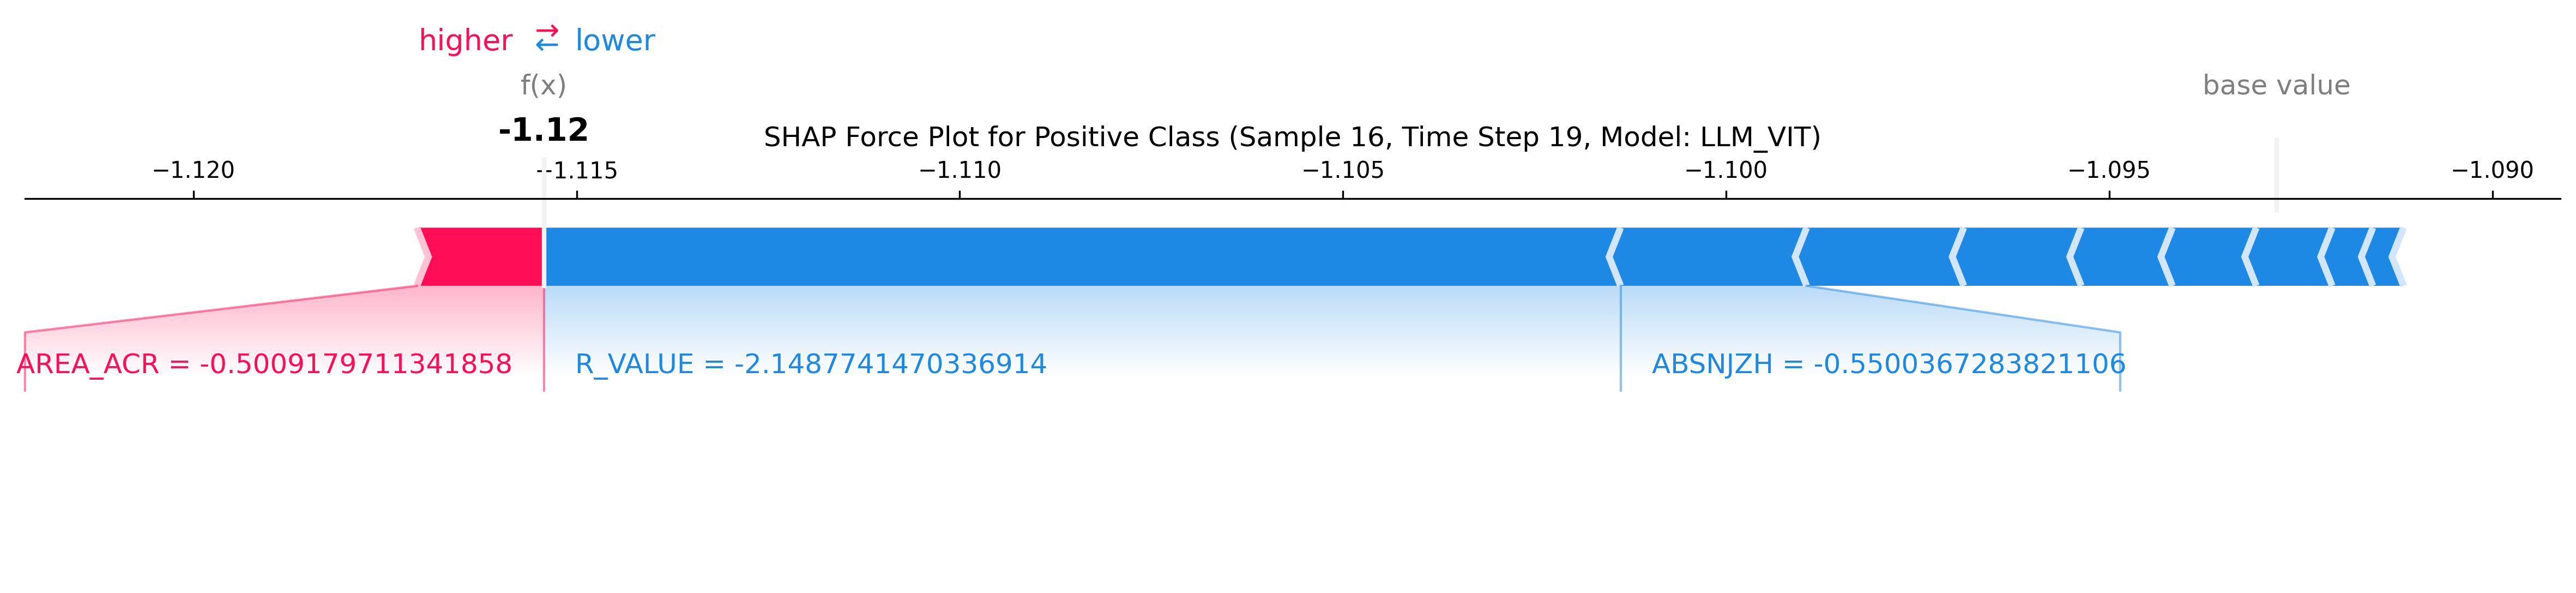 higher ⇄ lower
f(x)
base value
-1.12
SHAP Force Plot for Positive Class (Sample 16, Time Step 19, Model: LLM_VIT)
−1.120 −1.115 −1.110 −1.105 −1.100 −1.095 −1.090
AREA_ACR = -0.5009179711341858 R_VALUE = -2.1487741470336914 ABSNJZH = -0.5500367283821106